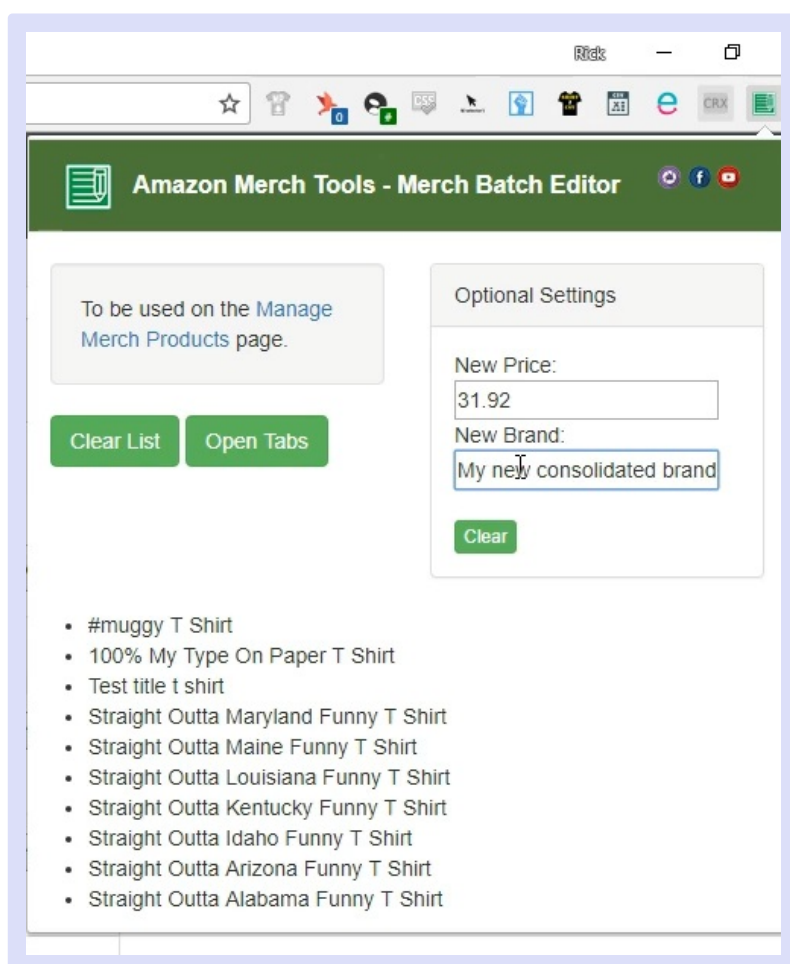 Rick
0
#
CSS
CRX
Amazon Merch Tools - Merch Batch Editor
To be used on the Manage
Merch Products page.
Clear List
Open Tabs
Optional Settings
New Price:
31.92
New Brand:
My new consolidated brand
Clear
#muggy T Shirt
100% My Type On Paper T Shirt
Test title t shirt
Straight Outta Maryland Funny T Shirt
Straight Outta Maine Funny T Shirt
Straight Outta Louisiana Funny T Shirt
Straight Outta Kentucky Funny T Shirt
Straight Outta Idaho Funny T Shirt
Straight Outta Arizona Funny T Shirt
Straight Outta Alabama Funny T Shirt